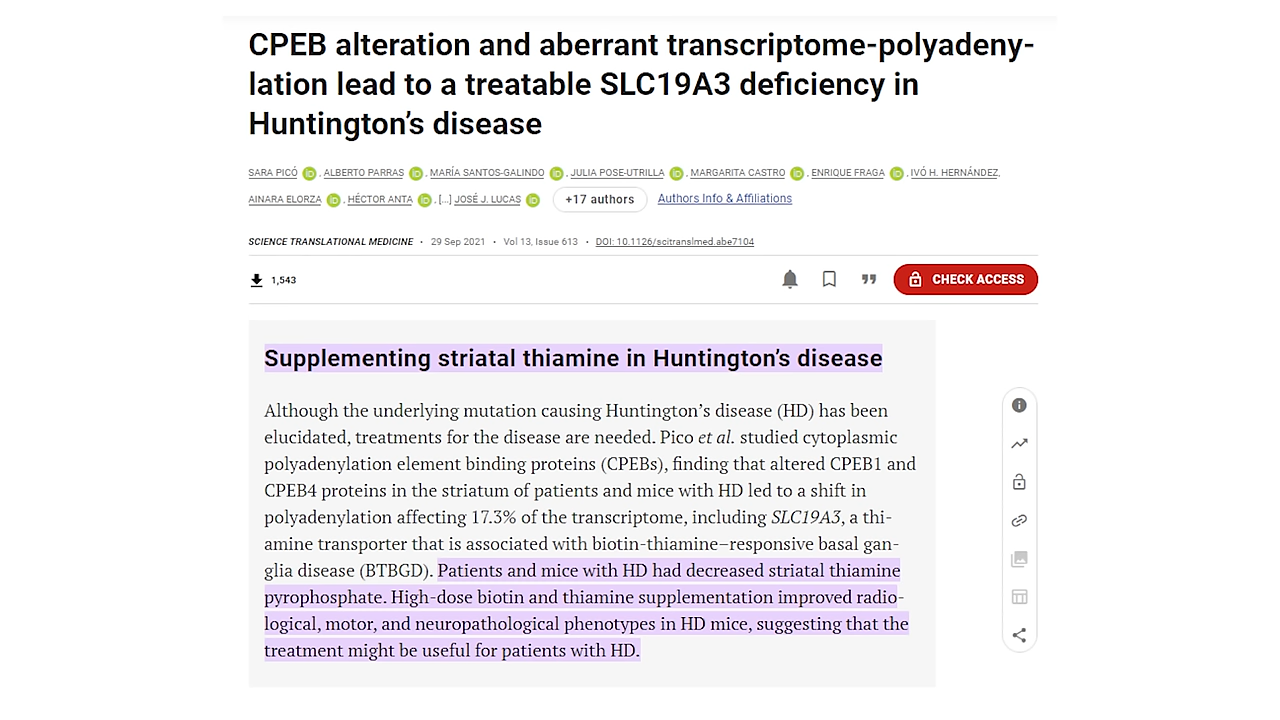 CPEB alteration and aberrant transcriptome-polyadeny-
lation lead to a treatable SLC19A3 deficiency in
Huntington’s disease
SARA PICÓ iD , ALBERTO PARRAS iD , MARÍA SANTOS-GALINDO iD , JULIA POSE-UTRILLA iD , MARGARITA CASTRO iD , ENRIQUE FRAGA iD , IVÓ H. HERNÁNDEZ,
AINARA ELORZA iD , HÉCTOR ANTA iD , [...] JOSÉ J. LUCAS iD +17 authors Authors Info & Affiliations
SCIENCE TRANSLATIONAL MEDICINE • 29 Sep 2021 • Vol 13, Issue 613 • DOI: 10.1126/scitranslmed.abe7104
1,543 CHECK ACCESS
Supplementing striatal thiamine in Huntington’s disease
Although the underlying mutation causing Huntington’s disease (HD) has been
elucidated, treatments for the disease are needed. Pico et al. studied cytoplasmic
polyadenylation element binding proteins (CPEBs), finding that altered CPEB1 and
CPEB4 proteins in the striatum of patients and mice with HD led to a shift in
polyadenylation affecting 17.3% of the transcriptome, including SLC19A3, a thi-
amine transporter that is associated with biotin-thiamine–responsive basal gan-
glia disease (BTBGD). Patients and mice with HD had decreased striatal thiamine
pyrophosphate. High-dose biotin and thiamine supplementation improved radio-
logical, motor, and neuropathological phenotypes in HD mice, suggesting that the
treatment might be useful for patients with HD.